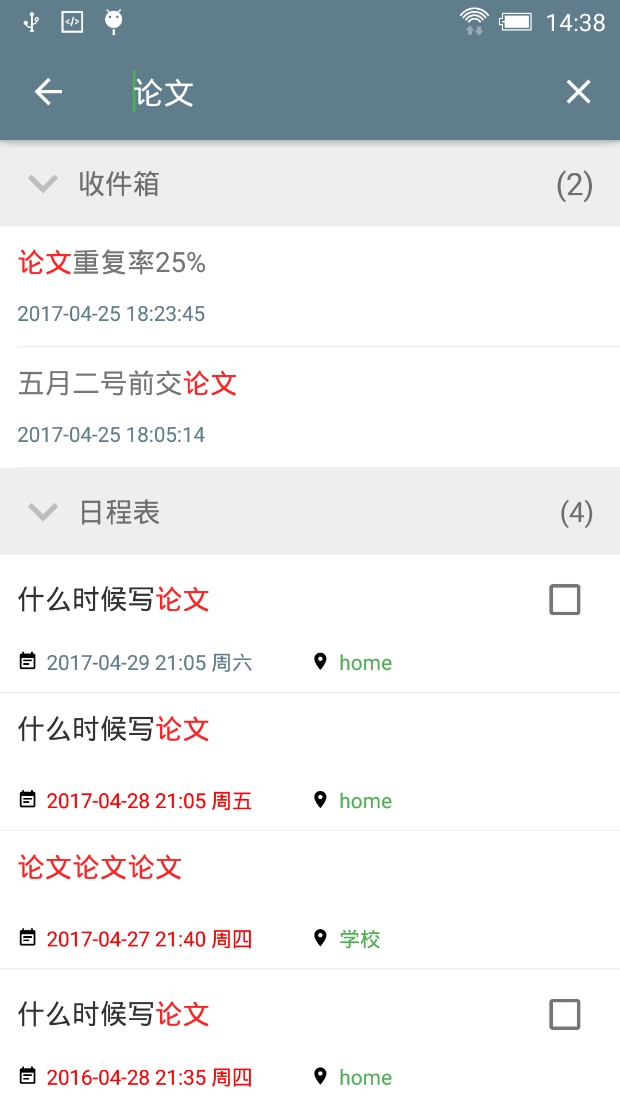 14:38
论文
收件箱 (2)
论文重复率25%
2017-04-25 18:23:45
五月二号前交论文
2017-04-25 18:05:14
日程表 (4)
什么时候写论文
2017-04-29 21:05 周六 home
什么时候写论文
2017-04-28 21:05 周五 home
论文论文论文
2017-04-27 21:40 周四 学校
什么时候写论文
2016-04-28 21:35 周四 home